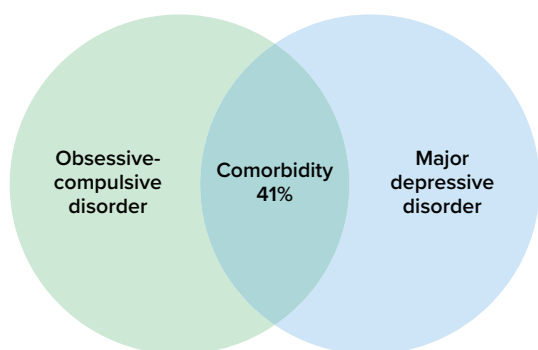 Obsessive-
compulsive
disorder
Comorbidity
41%
Major
depressive
disorder